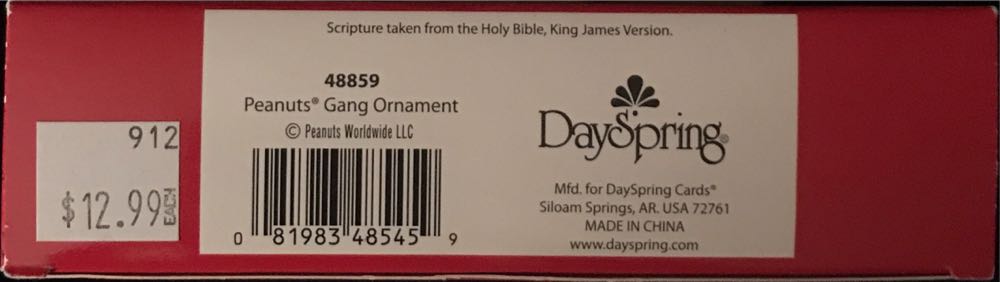 Scripture taken from the Holy Bible, King James Version.
48859
Peanuts® Gang Ornament
© Peanuts Worldwide LLC
0 81983 48545 9
912
$12.99 EACH
DaySpring®
Mfd. for DaySpring Cards®
Siloam Springs, AR. USA 72761
MADE IN CHINA
www.dayspring.com